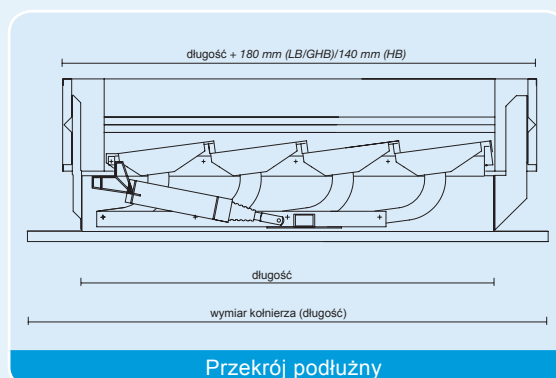 długość + 180 mm (LB/GHB)/140 mm (HB)
długość
wymiar kołnierza (długość)
Przekrój podłużny